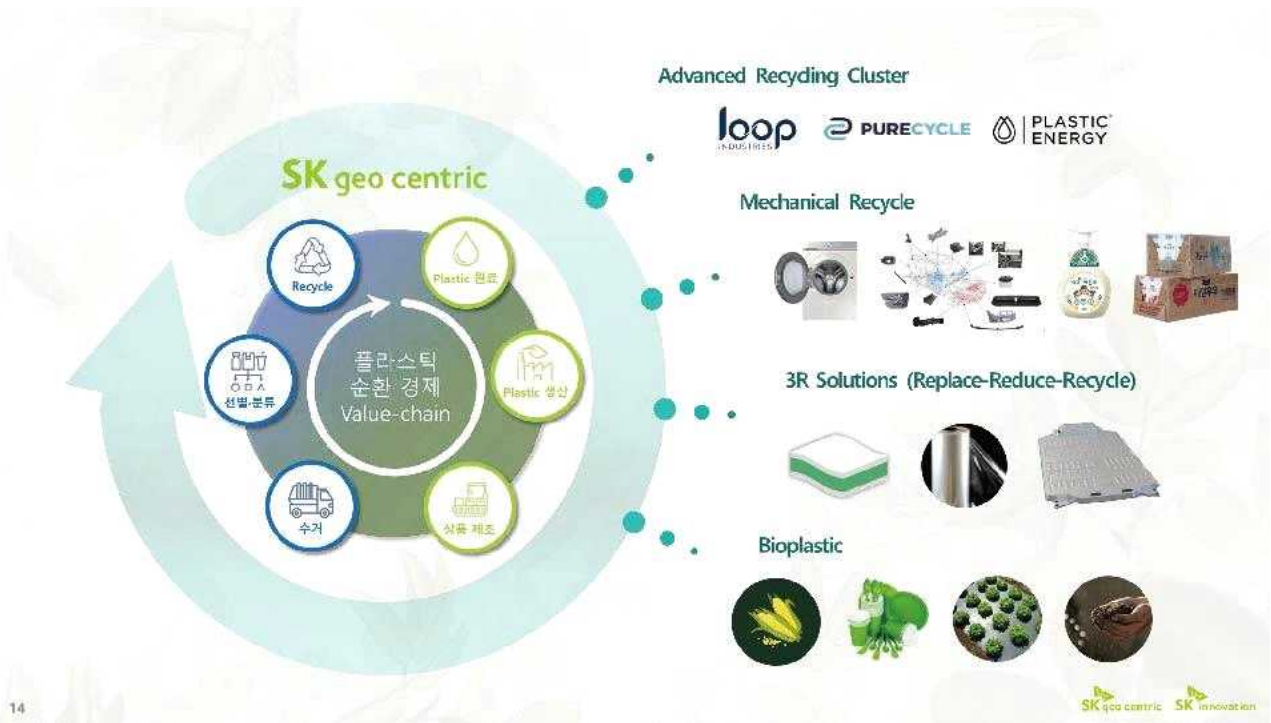 Advanced Recycling Cluster
loop
INDUSTRIES
PURECYCLE
PLASTIC
ENERGY
SK geo centric
Mechanical Recycle
Recycle
Plastic 원료
플라스틱
순환 경제
Value-chain
선별·분류
Plastic 생산
수거
상품 제조
3R Solutions (Replace-Reduce-Recycle)
Bioplastic
14
SK geo centric
SK innovation